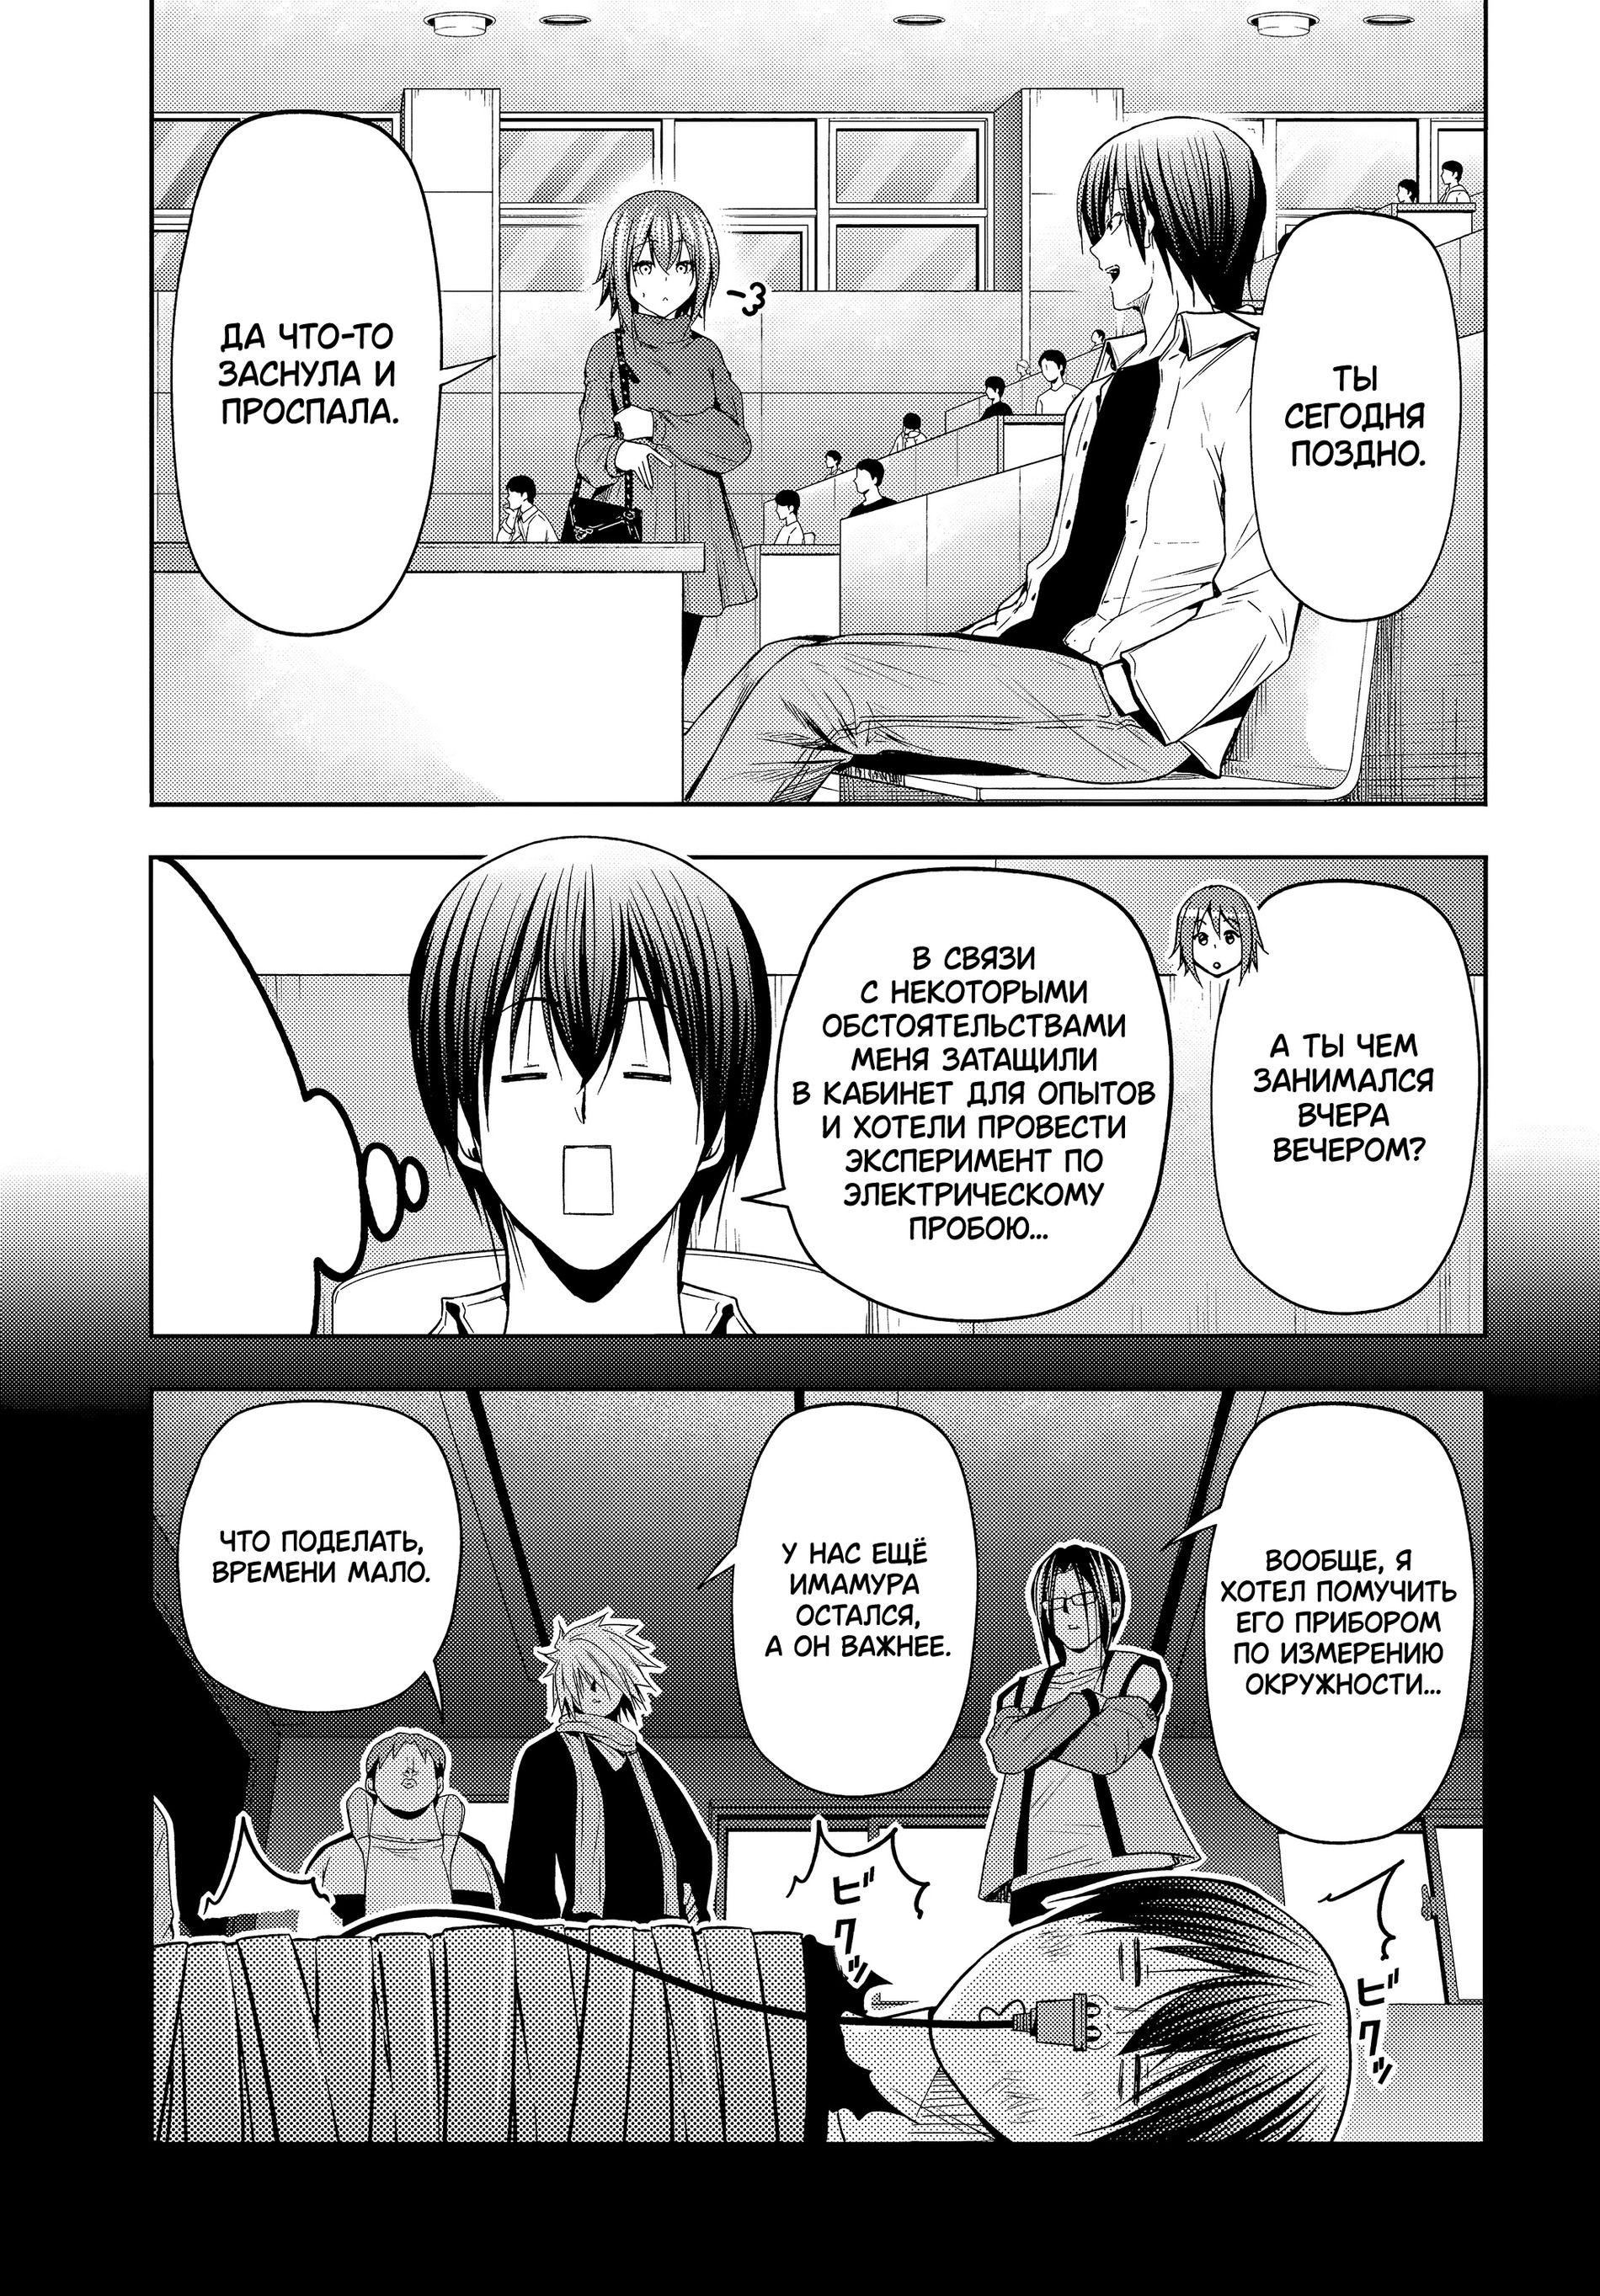 ТЫ
СЕГОДНЯ
ПОЗДНО.
ДА ЧТО-ТО
ЗАСНУЛА И
ПРОСПАЛА.
А ТЫ ЧЕМ
ЗАНИМАЛСЯ
ВЧЕРА
ВЕЧЕРОМ?
В СВЯЗИ
С НЕКОТОРЫМИ
ОБСТОЯТЕЛЬСТВАМИ
МЕНЯ ЗАТАЩИЛИ
В КАБИНЕТ ДЛЯ ОПЫТОВ
И ХОТЕЛИ ПРОВЕСТИ
ЭКСПЕРИМЕНТ ПО
ЭЛЕКТРИЧЕСКОМУ
ПРОБОЮ...
ВООБЩЕ, Я
ХОТЕЛ ПОМУЧИТЬ
ЕГО ПРИБОРОМ
ПО ИЗМЕРЕНИЮ
ОКРУЖНОСТИ...
У НАС ЕЩЁ
ИМАМУРА
ОСТАЛСЯ,
А ОН ВАЖНЕЕ.
ЧТО ПОДЕЛАТЬ,
ВРЕМЕНИ МАЛО.
ビクッ
ビクッ